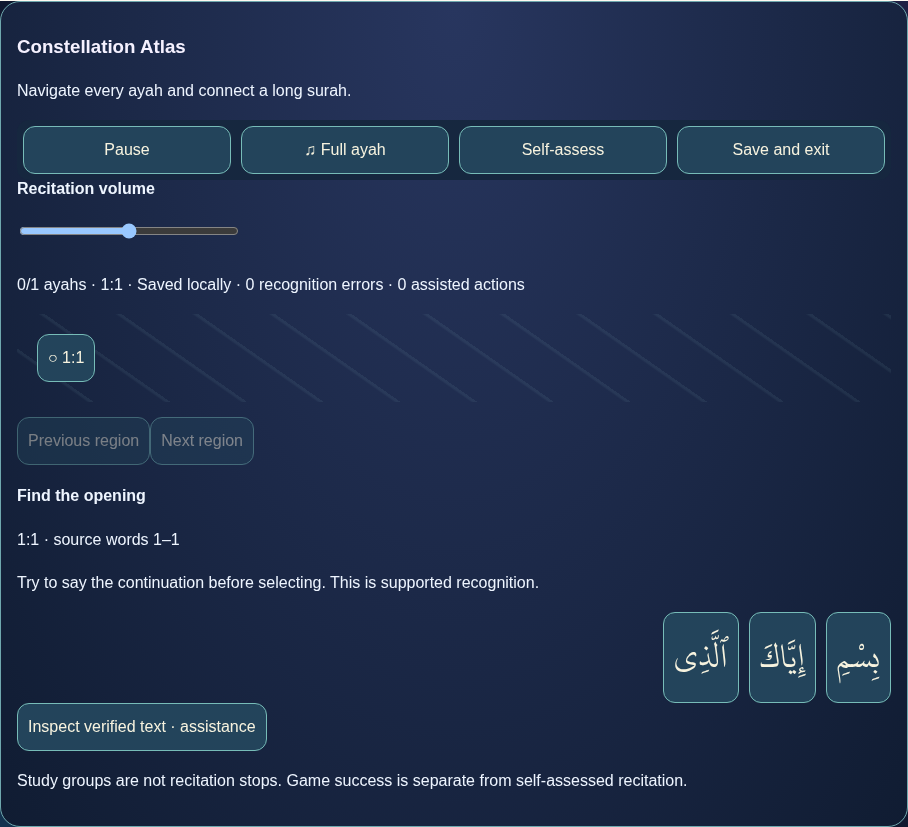 Constellation Atlas
Navigate every ayah and connect a long surah.
Pause
♫ Full ayah
Self-assess
Save and exit
Recitation volume
0/1 ayahs · 1:1 · Saved locally · 0 recognition errors · 0 assisted actions
○ 1:1
Previous region
Next region
Find the opening
1:1 · source words 1–1
Try to say the continuation before selecting. This is supported recognition.
بِسْمِ
إِيَّاكَ
ٱلَّذِى
Inspect verified text · assistance
Study groups are not recitation stops. Game success is separate from self-assessed recitation.